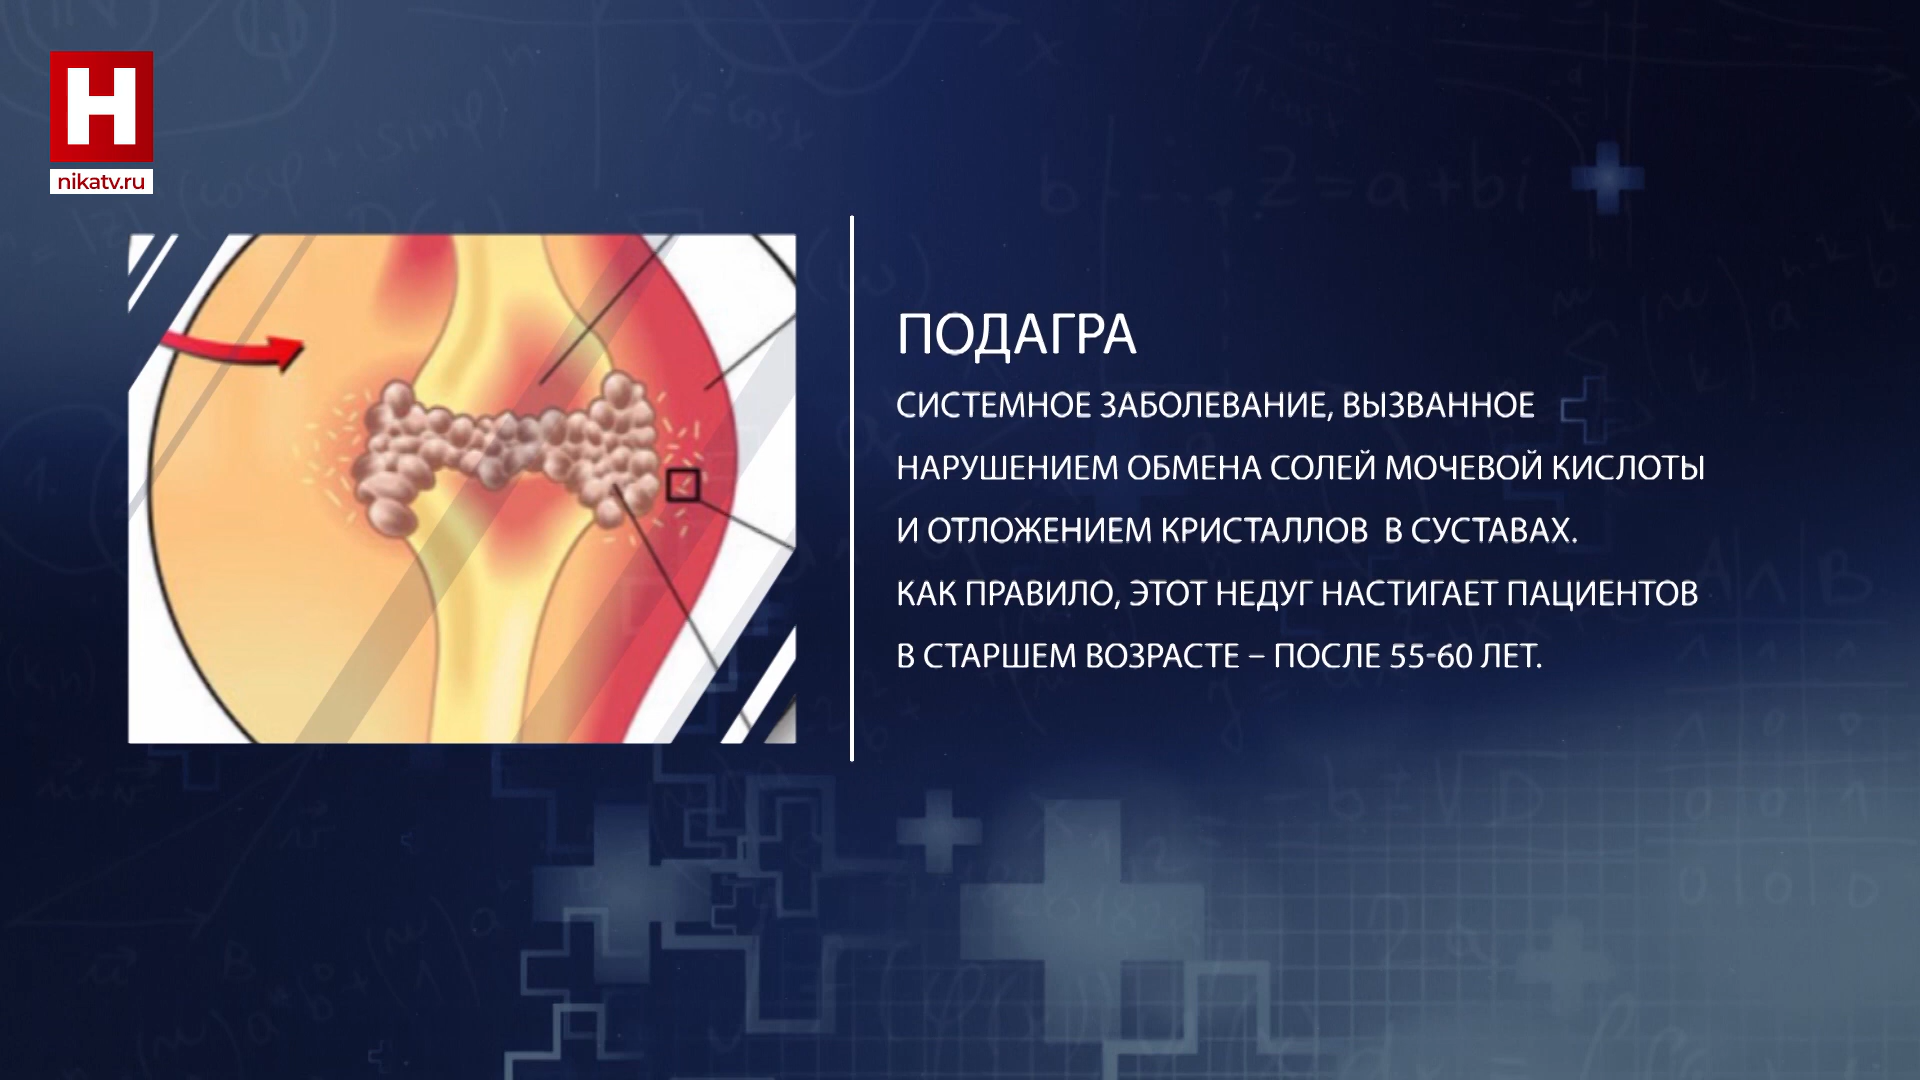 Н
nikatv.ru
ПОДАГРА
СИСТЕМНОЕ ЗАБОЛЕВАНИЕ, ВЫЗВАННОЕ
НАРУШЕНИЕМ ОБМЕНА СОЛЕЙ МОЧЕВОЙ КИСЛОТЫ
И ОТЛОЖЕНИЕМ КРИСТАЛЛОВ В СУСТАВАХ.
КАК ПРАВИЛО, ЭТОТ НЕДУГ НАСТИГАЕТ ПАЦИЕНТОВ
В СТАРШЕМ ВОЗРАСТЕ – ПОСЛЕ 55-60 ЛЕТ.
z = a + bi